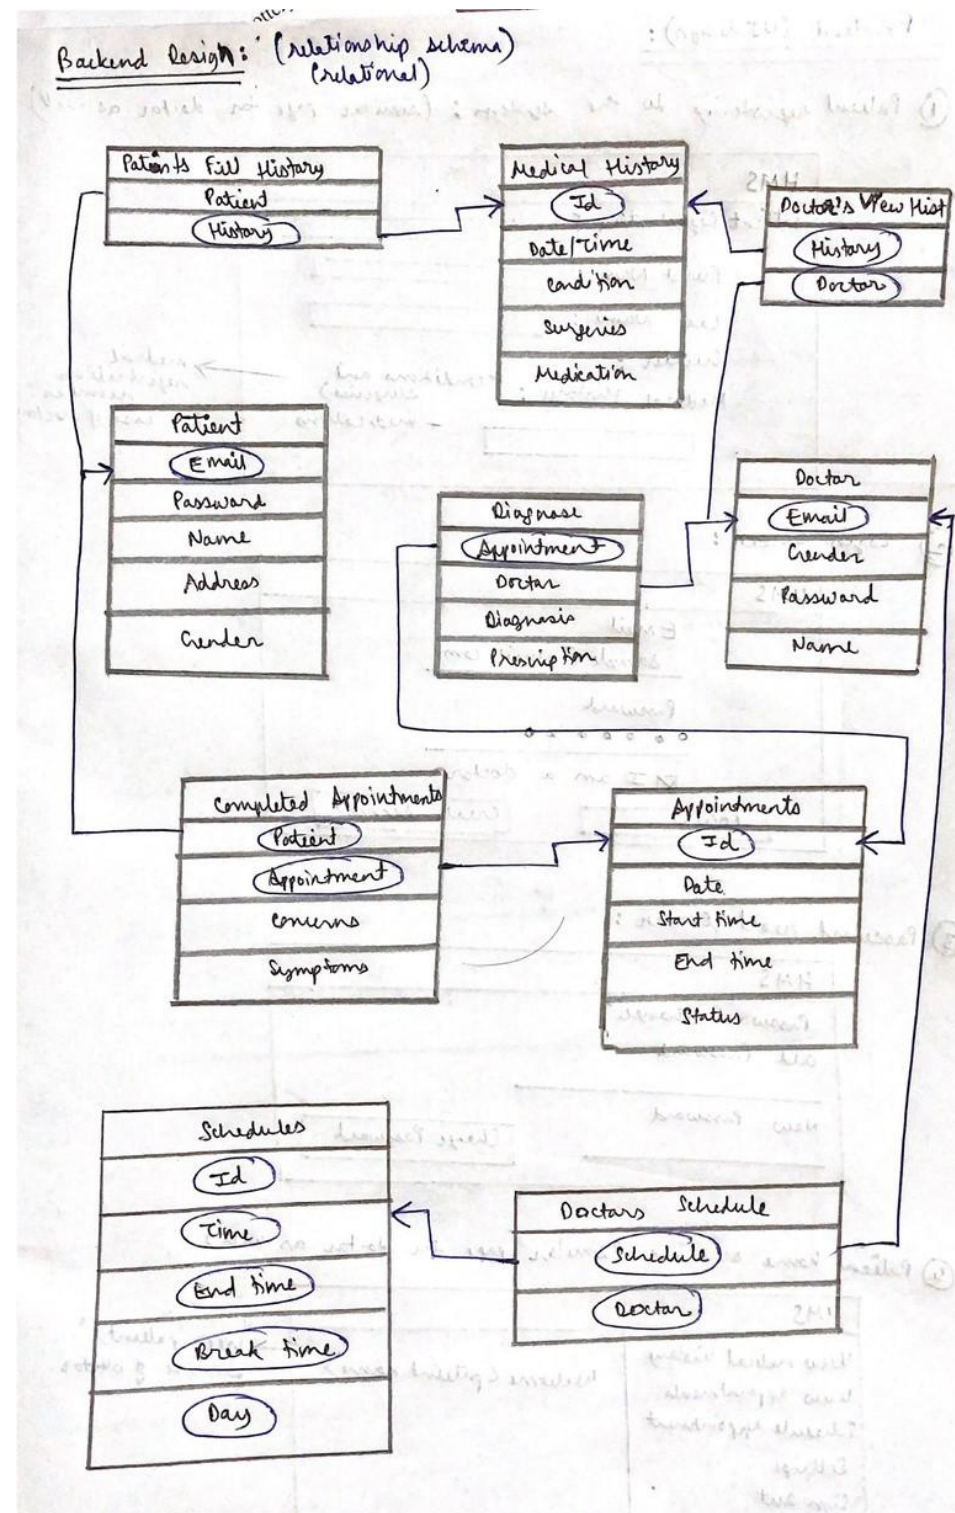 Backend Design: (relationship schema)
(relational)
Patients Fill History
Patient
History
Medical History
Id
Date/Time
Condition
Surgeries
Medication
Doctor's View Hist
History
Doctor
Patient
Email
Password
Name
Address
Gender
Diagnose
Appointment
Doctor
Diagnosis
Prescription
Doctor
Email
Gender
Password
Name
Completed Appointments
Patient
Appointment
Concerns
Symptoms
Appointments
Id
Date
Start time
End time
Status
Schedules
Id
Time
End time
Break time
Day
Doctors Schedule
Schedule
Doctor